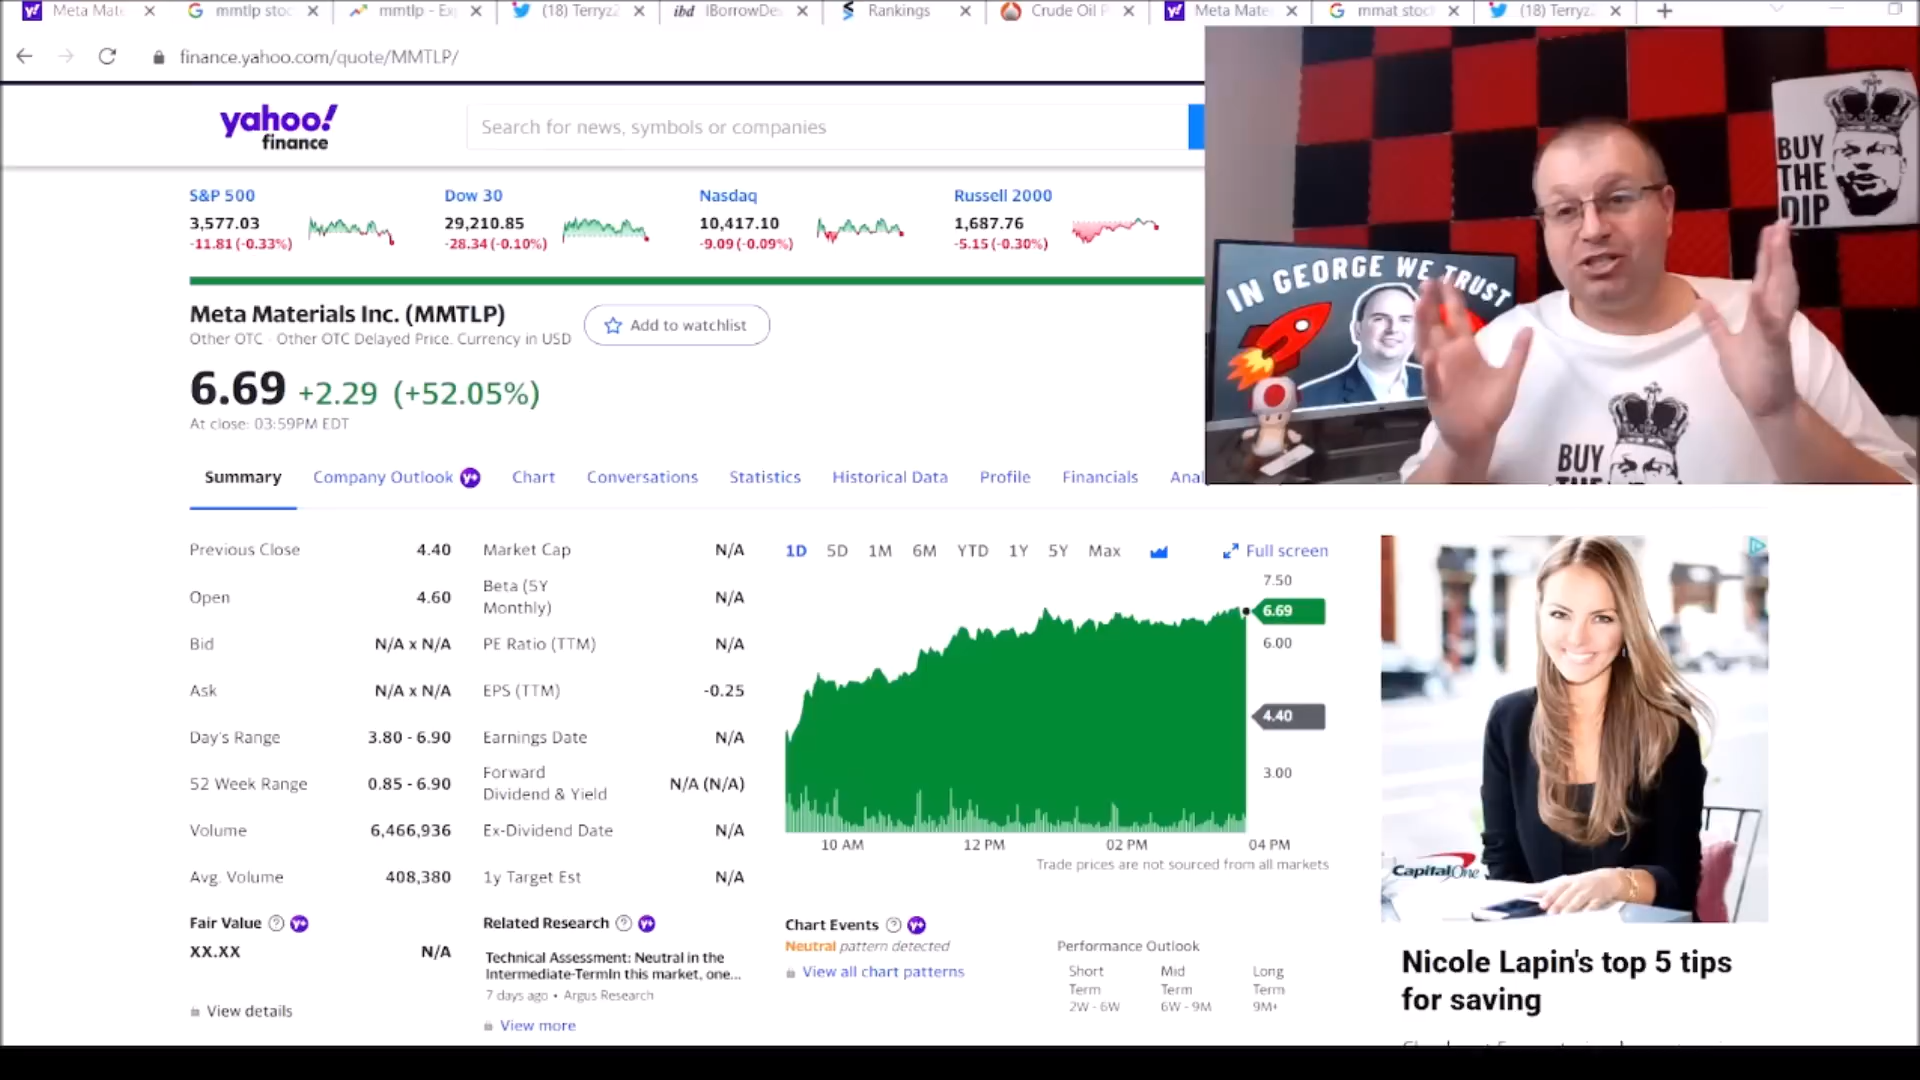 Meta Mate
mmtlp stoc
mmtlp - Ex
(18) Terryz
ibd IBorrowDe
Rankings
Crude Oil P
Meta Mate
mmat stoc
(18) Terryz
finance.yahoo.com/quote/MMTLP/
yahoo!
finance
Search for news, symbols or companies
S&P 500
3,577.03
-11.81 (-0.33%)
Dow 30
29,210.85
-28.34 (-0.10%)
Nasdaq
10,417.10
-9.09 (-0.09%)
Russell 2000
1,687.76
-5.15 (-0.30%)
BUY
THE
DIP
IN GEORGE WE TRUST
BUY
THE
Meta Materials Inc. (MMTLP)
Other OTC - Other OTC Delayed Price. Currency in USD
Add to watchlist
6.69 +2.29 (+52.05%)
At close: 03:59PM EDT
Summary
Company Outlook
Chart
Conversations
Statistics
Historical Data
Profile
Financials
Anal
Previous Close 4.40
Open 4.60
Bid N/A x N/A
Ask N/A x N/A
Day's Range 3.80 - 6.90
52 Week Range 0.85 - 6.90
Volume 6,466,936
Avg. Volume 408,380
Market Cap N/A
Beta (5Y
Monthly) N/A
PE Ratio (TTM) N/A
EPS (TTM) -0.25
Earnings Date N/A
Forward
Dividend & Yield N/A (N/A)
Ex-Dividend Date N/A
1y Target Est N/A
1D 5D 1M 6M YTD 1Y 5Y Max
Full screen
7.50
6.69
6.00
4.40
3.00
10 AM 12 PM 02 PM 04 PM
Trade prices are not sourced from all markets
Fair Value
XX.XX N/A
View details
Related Research
Technical Assessment: Neutral in the
Intermediate-TermIn this market, one...
7 days ago • Argus Research
View more
Chart Events
Neutral pattern detected
View all chart patterns
Performance Outlook
Short
Term
2W - 6W
Mid
Term
6W - 9M
Long
Term
9M+
CapitalOne
Nicole Lapin's top 5 tips
for saving